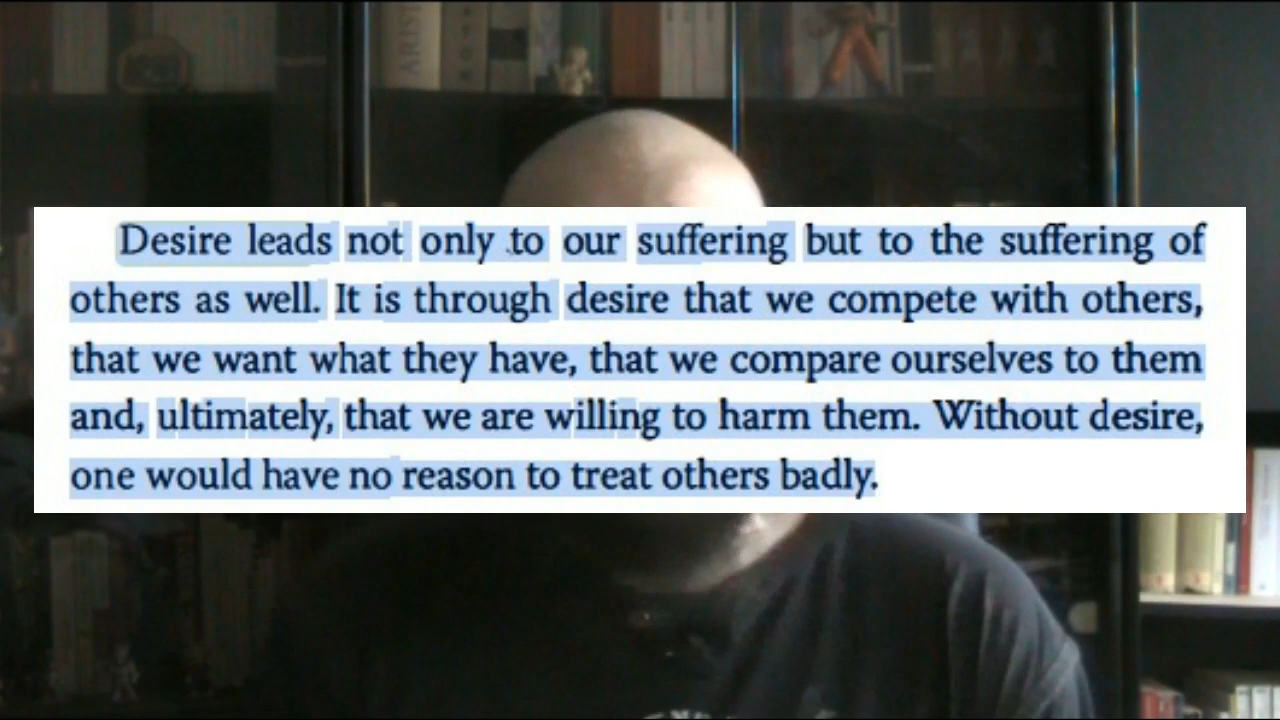 ARIST
Desire leads not only to our suffering but to the suffering of
others as well. It is through desire that we compete with others,
that we want what they have, that we compare ourselves to them
and, ultimately, that we are willing to harm them. Without desire,
one would have no reason to treat others badly.